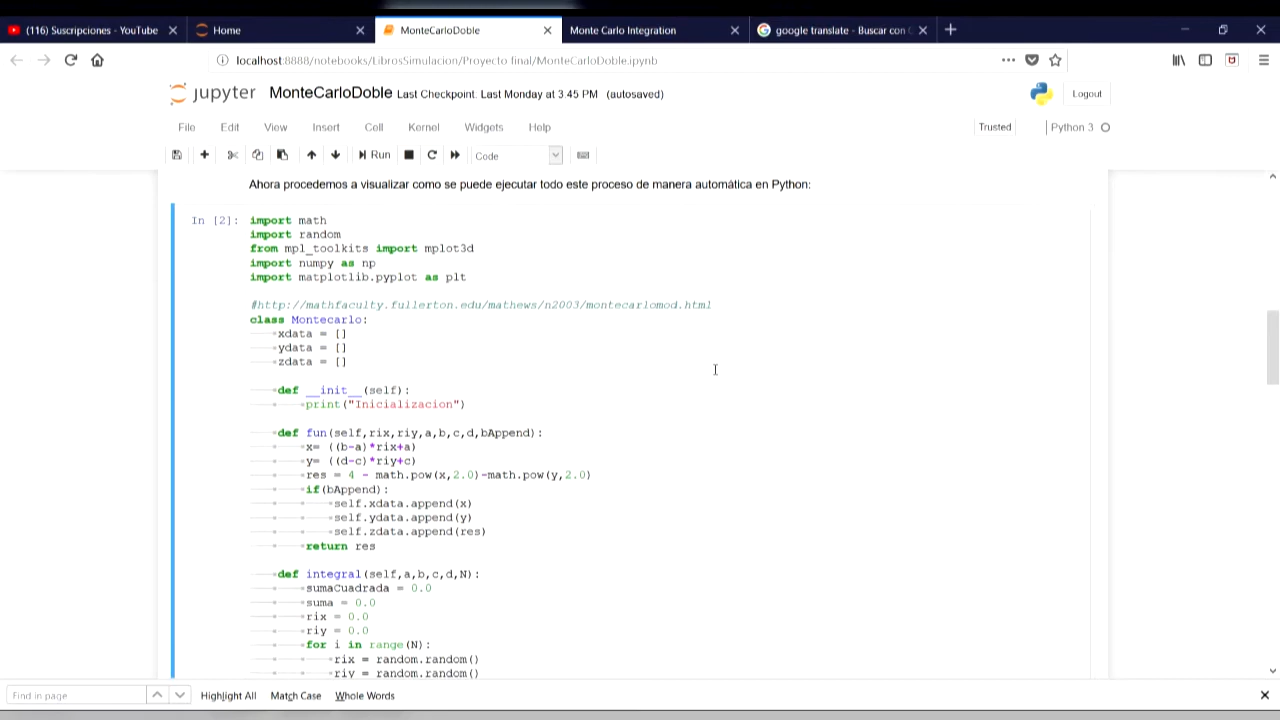 (116) Suscripciones - YouTube
Home
MonteCarloDoble
Monte Carlo Integration
google translate - Buscar con
localhost:8888/notebooks/LibrosSimulacion/Proyecto final/MonteCarloDoble.ipynb
jupyter MonteCarloDoble Last Checkpoint: Last Monday at 3:45 PM (autosaved)
Logout
File Edit View Insert Cell Kernel Widgets Help
Trusted
Python 3
Run
Code
Ahora procedemos a visualizar como se puede ejecutar todo este proceso de manera automática en Python:
In [2]:
import math
import random
from mpl_toolkits import mplot3d
import numpy as np
import matplotlib.pyplot as plt
#http://mathfaculty.fullerton.edu/mathews/n2003/montecarlomod.html
class Montecarlo:
xdata = []
ydata = []
zdata = []
def __init__(self):
print("Inicializacion")
def fun(self,rix,riy,a,b,c,d,bAppend):
x= ((b-a)*rix+a)
y= ((d-c)*riy+c)
res = 4 - math.pow(x,2.0)-math.pow(y,2.0)
if(bAppend):
self.xdata.append(x)
self.ydata.append(y)
self.zdata.append(res)
return res
def integral(self,a,b,c,d,N):
sumaCuadrada = 0.0
suma = 0.0
rix = 0.0
riy = 0.0
for i in range(N):
rix = random.random()
riy = random.random()
Find in page
Highlight All
Match Case
Whole Words